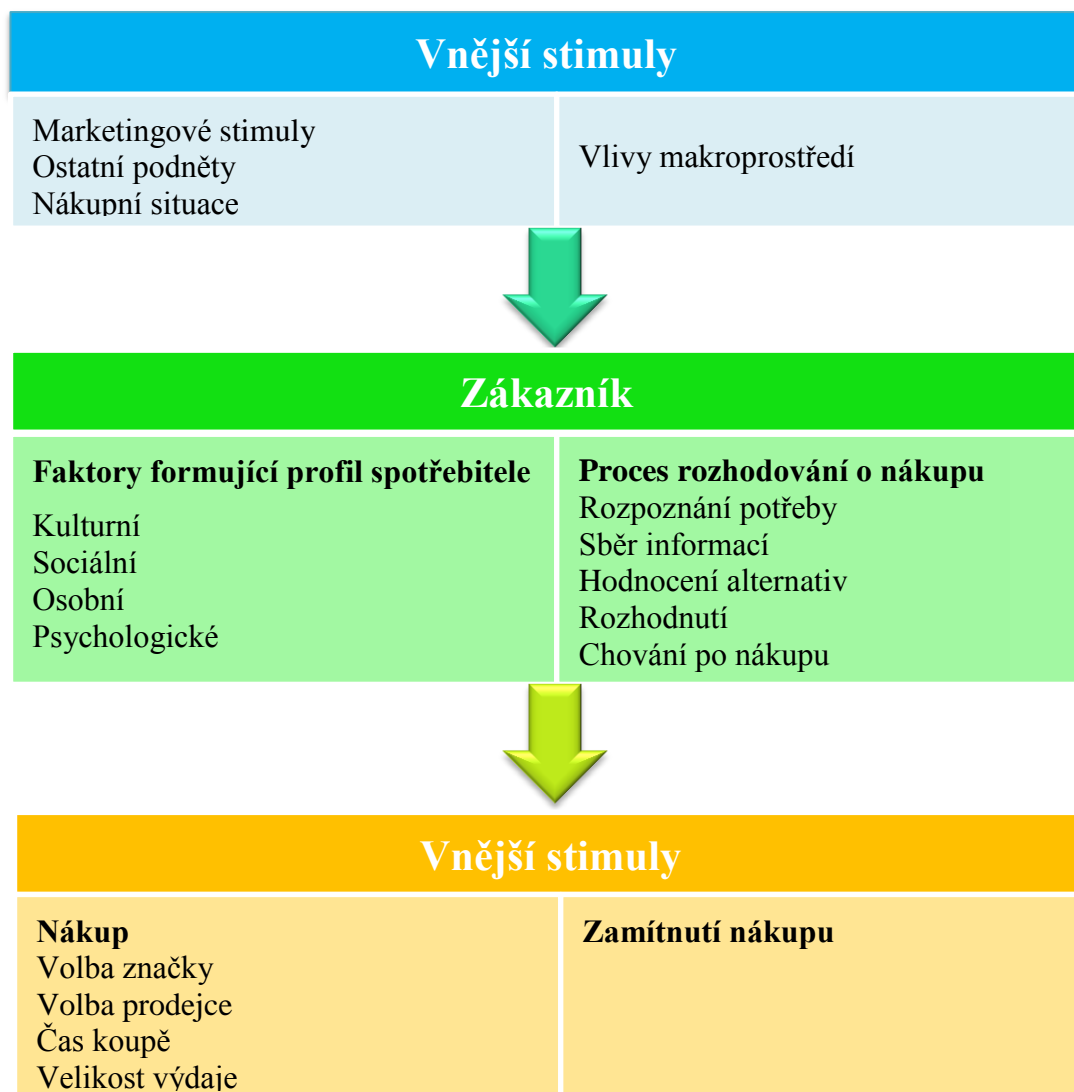 Vnější stimuly
Marketingové stimuly
Ostatní podněty
Nákupní situace
Vlivy makroprostředí
Zákazník
Faktory formující profil spotřebitele
Kulturní
Sociální
Osobní
Psychologické
Proces rozhodování o nákupu
Rozpoznání potřeby
Sběr informací
Hodnocení alternativ
Rozhodnutí
Chování po nákupu
Vnější stimuly
Nákup
Volba značky
Volba prodejce
Čas koupě
Velikost výdaje
Zamítnutí nákupu